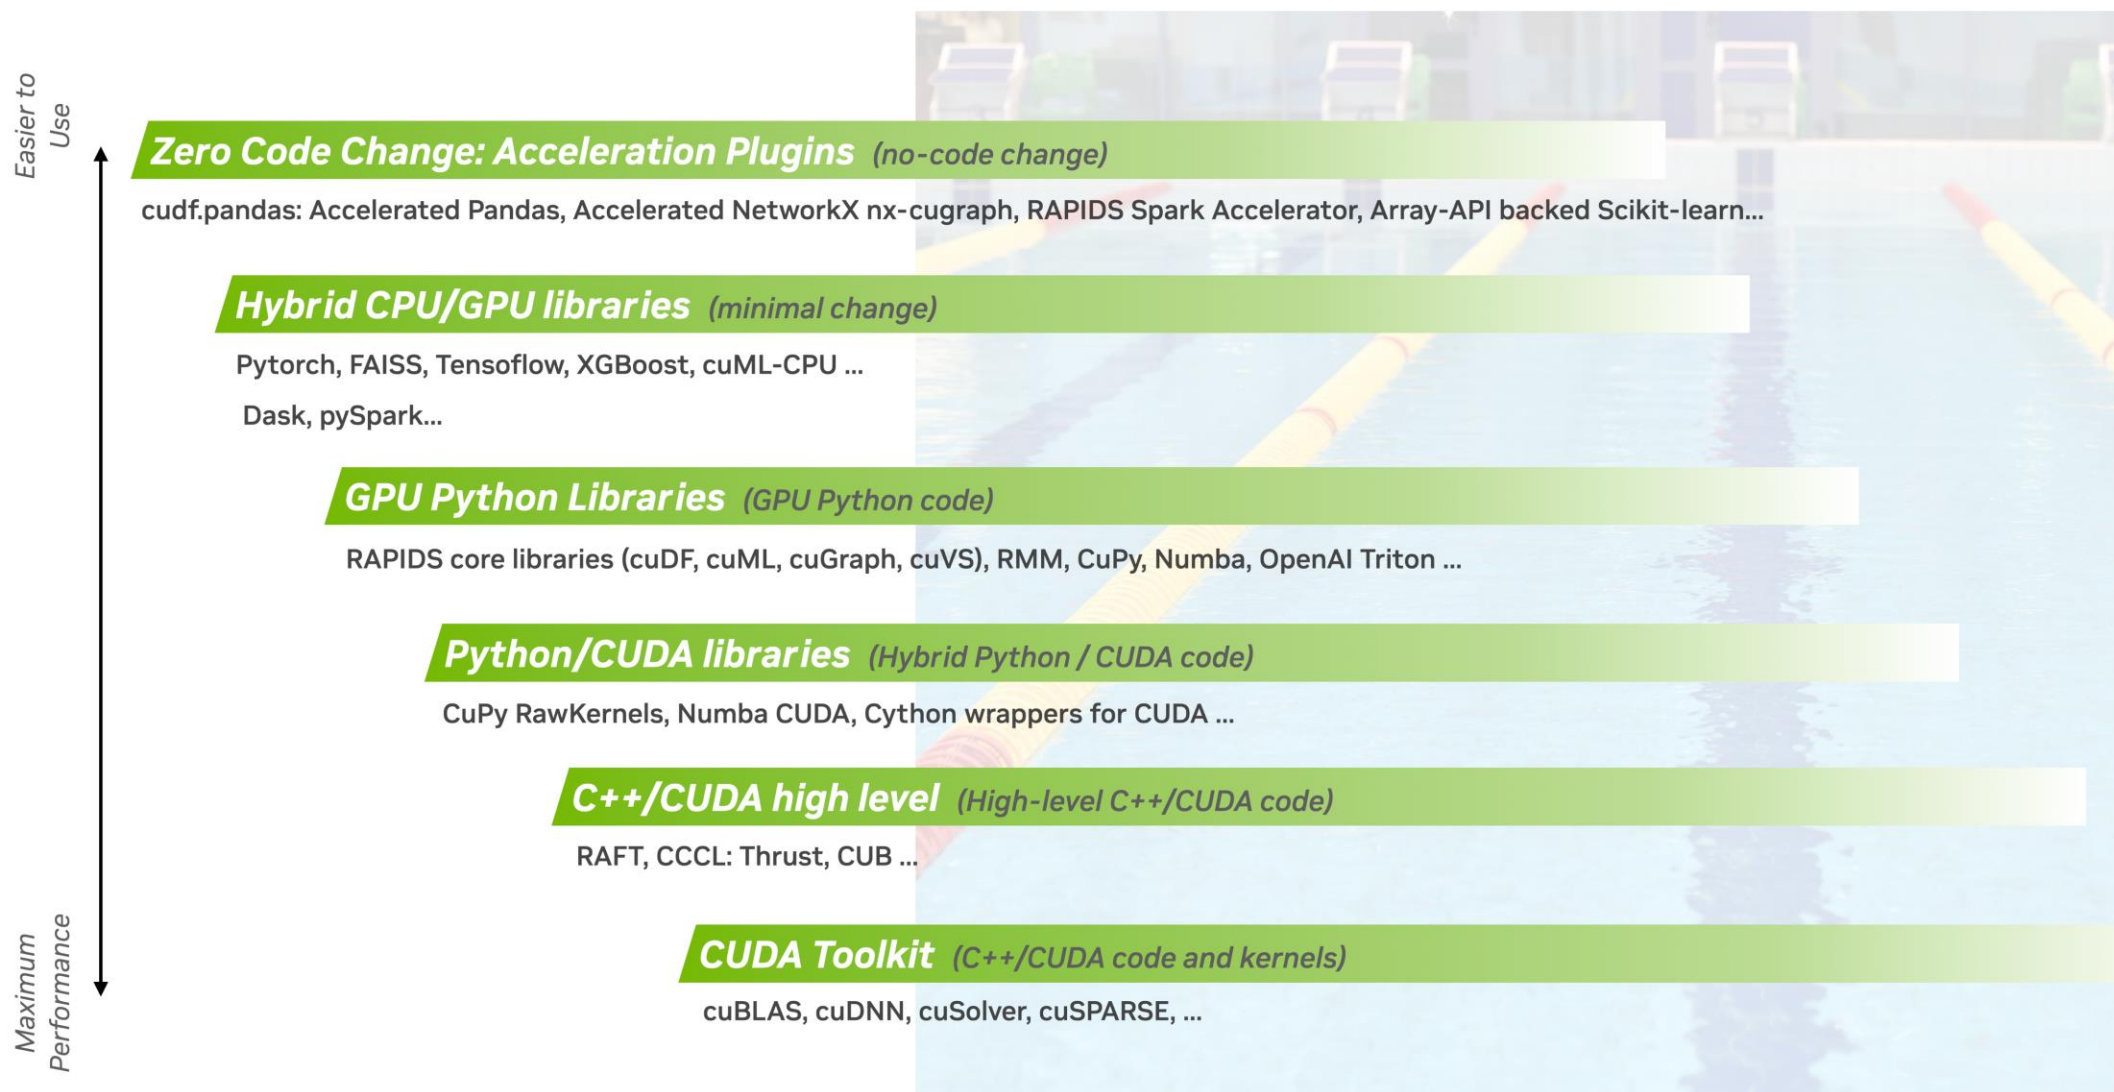 Easier to
Use
Zero Code Change: Acceleration Plugins (no-code change)
cudf.pandas: Accelerated Pandas, Accelerated NetworkX nx-cugraph, RAPIDS Spark Accelerator, Array-API backed Scikit-learn...
Hybrid CPU/GPU libraries (minimal change)
Pytorch, FAISS, Tensoflow, XGBoost, cuML-CPU ...
Dask, pySpark...
GPU Python Libraries (GPU Python code)
RAPIDS core libraries (cuDF, cuML, cuGraph, cuVS), RMM, CuPy, Numba, OpenAI Triton ...
Python/CUDA libraries (Hybrid Python / CUDA code)
CuPy RawKernels, Numba CUDA, Cython wrappers for CUDA ...
C++/CUDA high level (High-level C++/CUDA code)
RAFT, CCCL: Thrust, CUB ...
CUDA Toolkit (C++/CUDA code and kernels)
cuBLAS, cuDNN, cuSolver, cuSPARSE, ...
Maximum
Performance